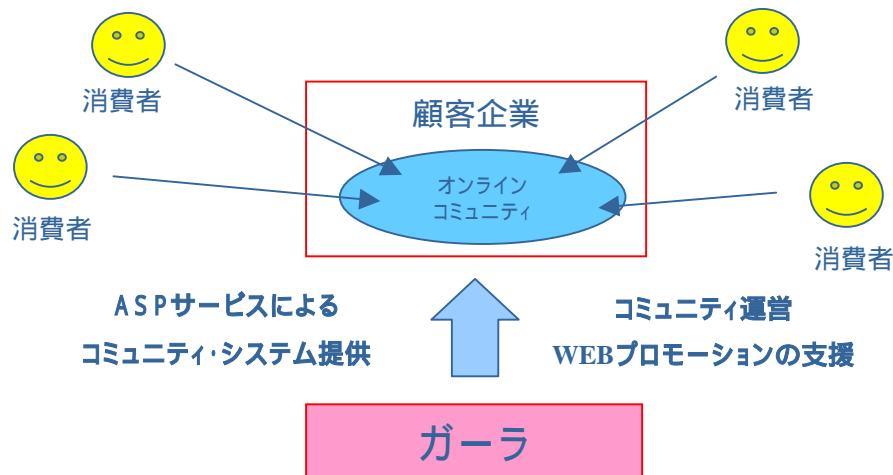 消費者
消費者
顧客企業
オンライン
コミュニティ
消費者
消費者
ASPサービスによる
コミュニティ・システム提供
コミュニティ運営
WEBプロモーションの支援
ガーラ